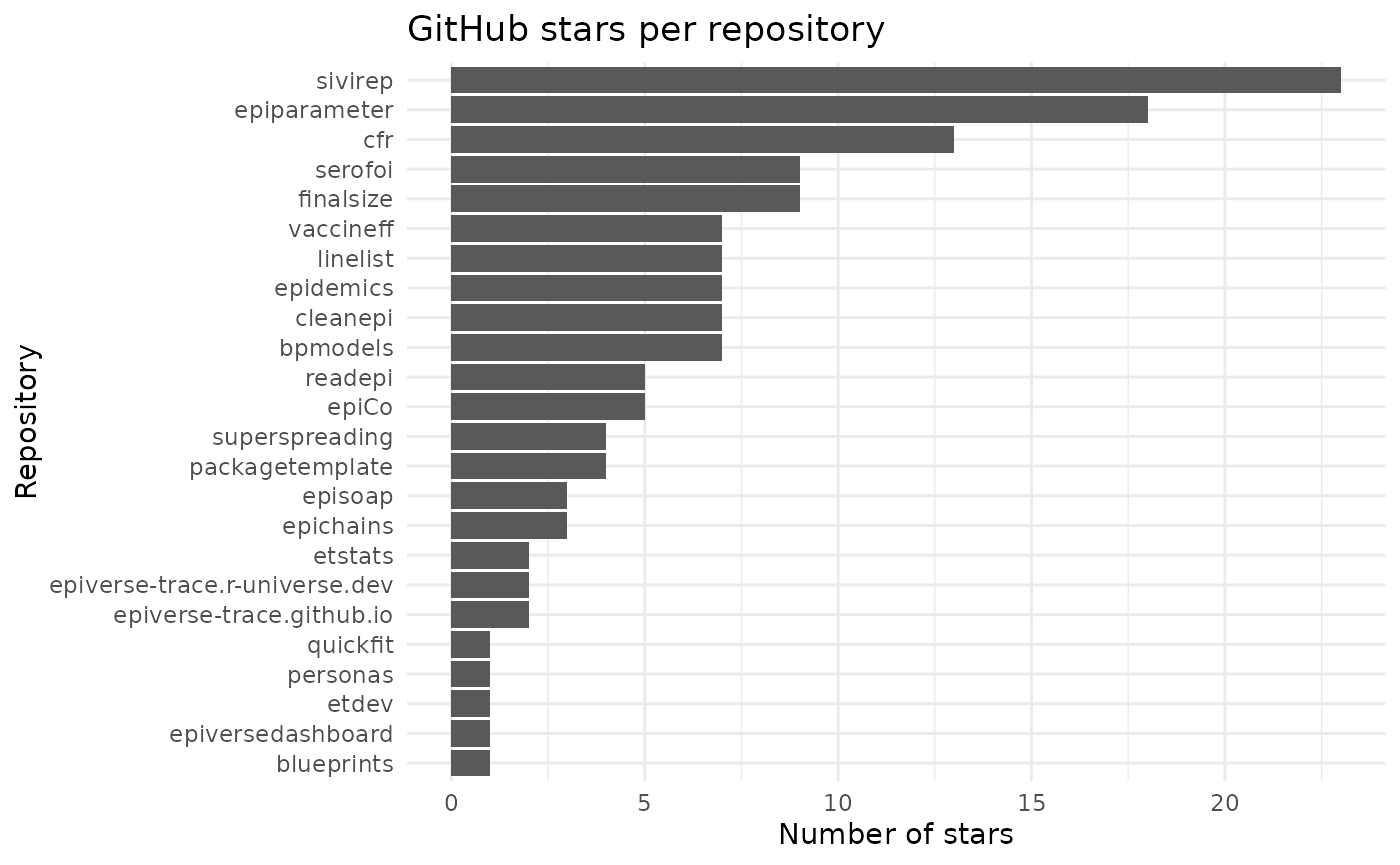 GitHub stars per repository
sivirep
epiparameter
cfr
serofoi
finalsize
vaccineff
linelist
epidemics
cleanepi
bpmodels
readepi
epiCo
superspreading
packagetemplate
episoap
epichains
etstats
epiverse-trace.r-universe.dev
epiverse-trace.github.io
quickfit
personas
etdev
epiversedashboard
blueprints
Repository
0 5 10 15 20
Number of stars